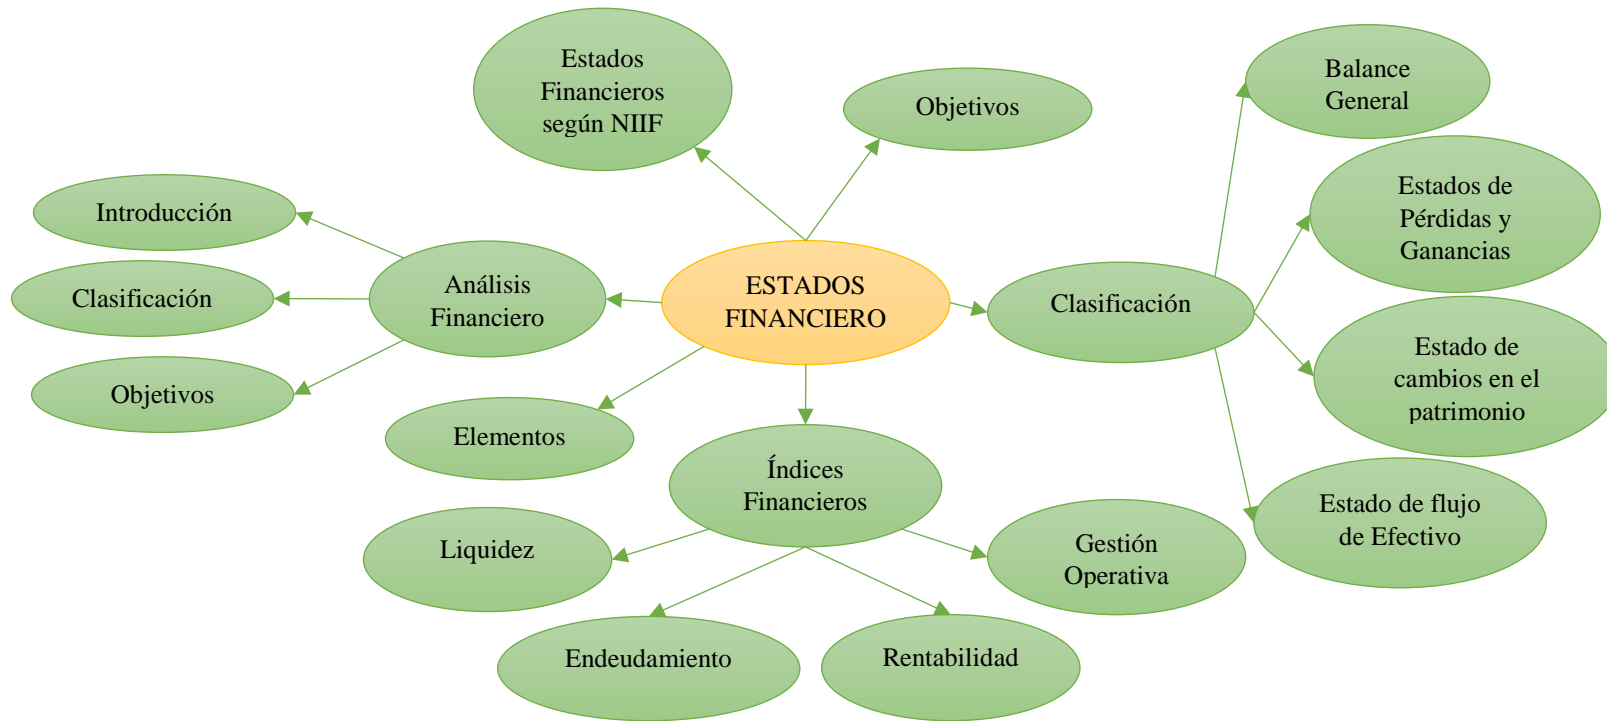 Estados
Financieros
según NIIF
Objetivos
Balance
General
Estados de
Pérdidas y
Ganancias
Introducción
Clasificación
Objetivos
Análisis
Financiero
ESTADOS
FINANCIERO
Clasificación
Estado de
cambios en el
patrimonio
Elementos
Índices
Financieros
Estado de flujo
de Efectivo
Liquidez
Gestión
Operativa
Endeudamiento
Rentabilidad